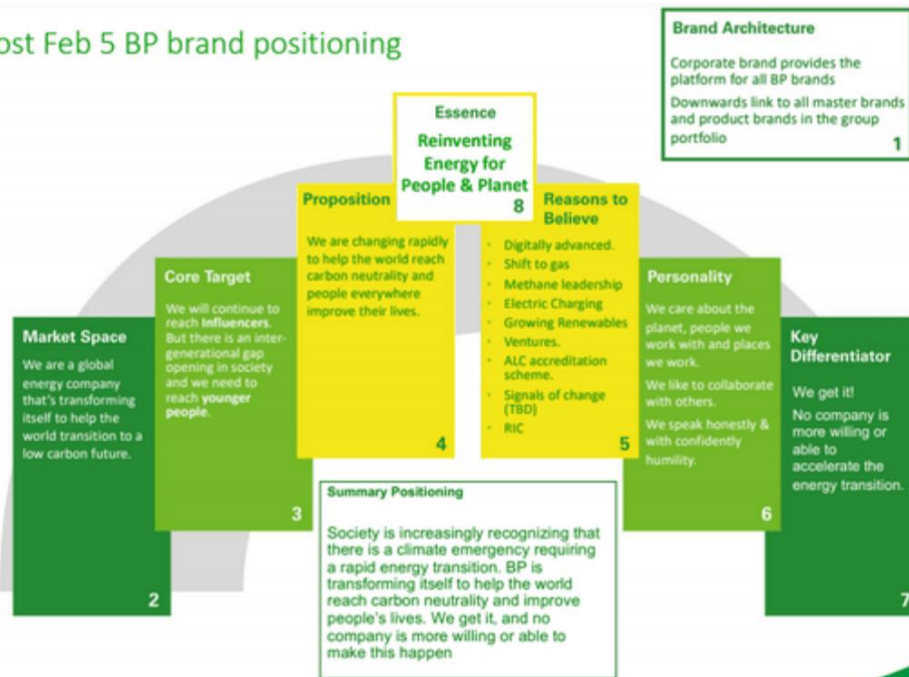 ost Feb 5 BP brand positioning
Brand Architecture
Corporate brand provides the
platform for all BP brands
Downwards link to all master brands
and product brands in the group
portfolio
1
Essence
Reinventing
Energy for
People & Planet
8
Proposition
We are changing rapidly
to help the world reach
carbon neutrality and
people everywhere
improve their lives.
4
Reasons to
Believe
• Digitally advanced.
• Shift to gas
• Methane leadership
• Electric Charging
• Growing Renewables
• Ventures.
• ALC accreditation
scheme.
• Signals of change
(TBD)
• RIC
5
Core Target
We will continue to
reach Influencers.
But there is an inter-
generational gap
opening in society
and we need to
reach younger
people.
3
Personality
We care about the
planet, people we
work with and places
we work.
We like to collaborate
with others.
We speak honestly &
with confidently
humility.
6
Market Space
We are a global
energy company
that's transforming
itself to help the
world transition to a
low carbon future.
2
Key
Differentiator
We get it!
No company is
more willing or
able to
accelerate the
energy transition.
7
Summary Positioning
Society is increasingly recognizing that
there is a climate emergency requiring
a rapid energy transition. BP is
transforming itself to help the world
reach carbon neutrality and improve
people's lives. We get it, and no
company is more willing or able to
make this happen